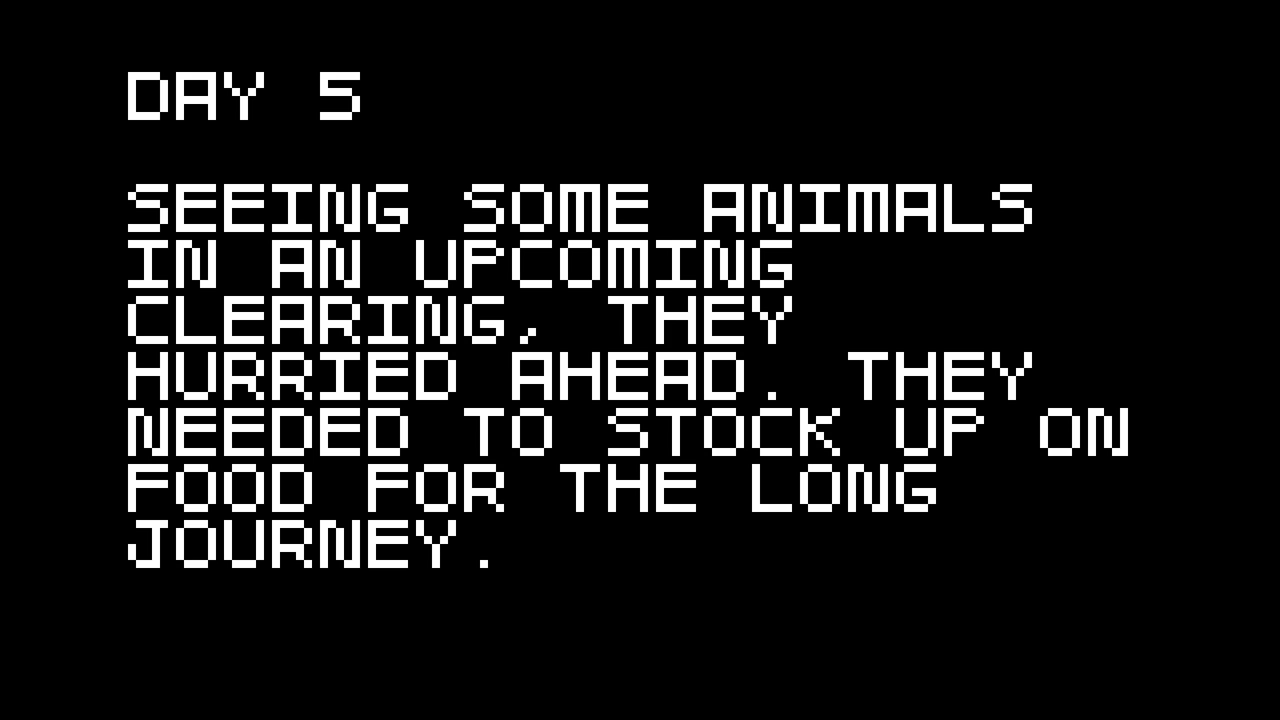 DAY 5
SEEING SOME ANIMALS
IN AN UPCOMING
CLEARING, THEY
HURRIED AHEAD. THEY
NEEDED TO STOCK UP ON
FOOD FOR THE LONG
JOURNEY.